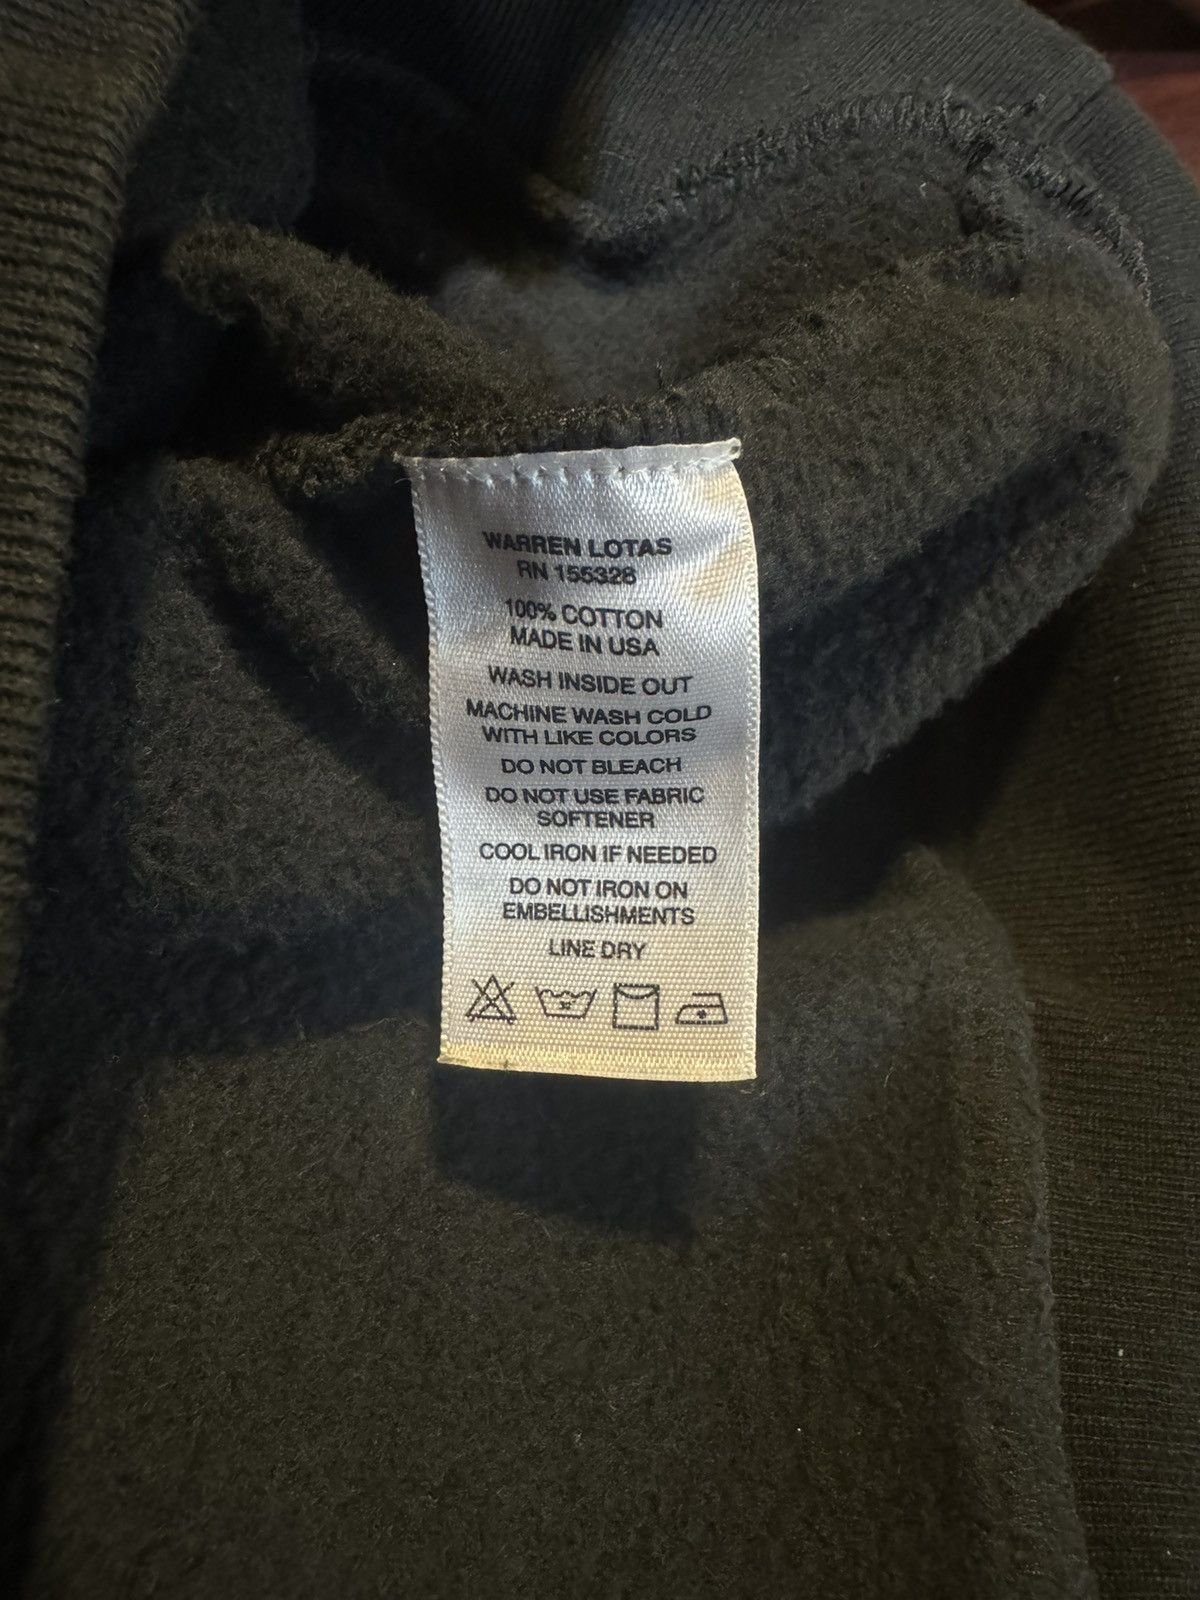 WARREN LOTAS
RN 155328
100% COTTON
MADE IN USA
WASH INSIDE OUT
MACHINE WASH COLD
WITH LIKE COLORS
DO NOT BLEACH
DO NOT USE FABRIC
SOFTENER
COOL IRON IF NEEDED
DO NOT IRON ON
EMBELLISHMENTS
LINE DRY